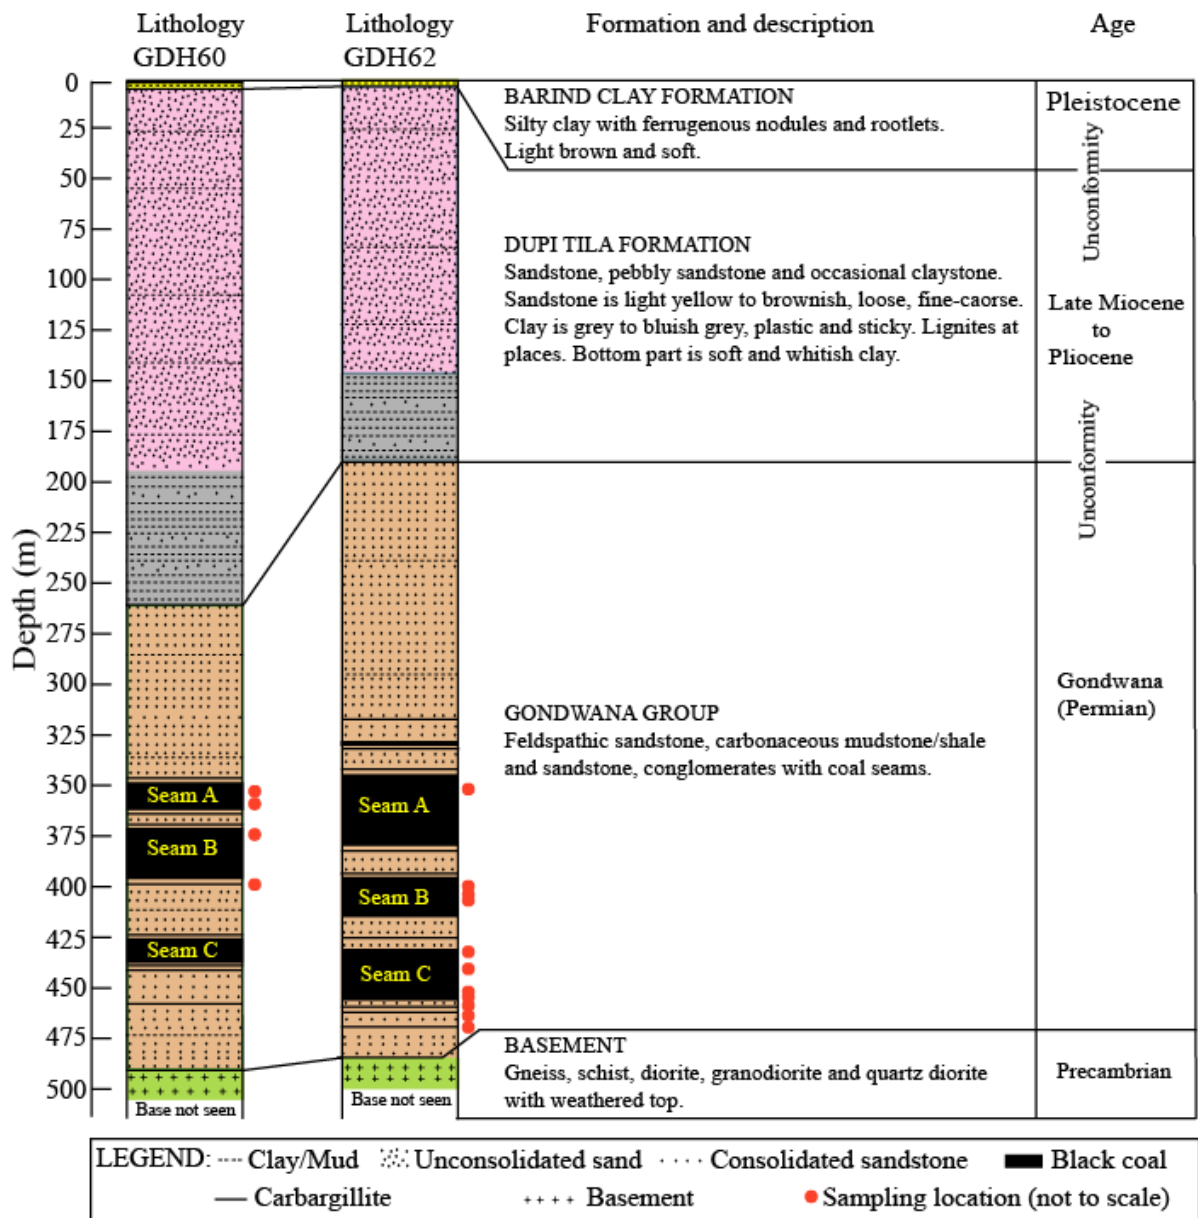 Lithology
GDH60
Lithology
GDH62
Formation and description
Age
Depth (m)
0
25
50
75
100
125
150
175
200
225
250
275
300
325
350
375
400
425
450
475
500
Seam A
Seam B
Seam C
Base not seen
Seam A
Seam B
Seam C
Base not seen
BARIND CLAY FORMATION
Silty clay with ferrugenous nodules and rootlets.
Light brown and soft.
DUPI TILA FORMATION
Sandstone, pebbly sandstone and occasional claystone.
Sandstone is light yellow to brownish, loose, fine-caorse.
Clay is grey to bluish grey, plastic and sticky. Lignites at
places. Bottom part is soft and whitish clay.
GONDWANA GROUP
Feldspathic sandstone, carbonaceous mudstone/shale
and sandstone, conglomerates with coal seams.
BASEMENT
Gneiss, schist, diorite, granodiorite and quartz diorite
with weathered top.
Pleistocene
Unconformity
Late Miocene
to
Pliocene
Unconformity
Gondwana
(Permian)
Precambrian
LEGEND: Clay/Mud Unconsolidated sand Consolidated sandstone Black coal
Carbargillite Basement Sampling location (not to scale)